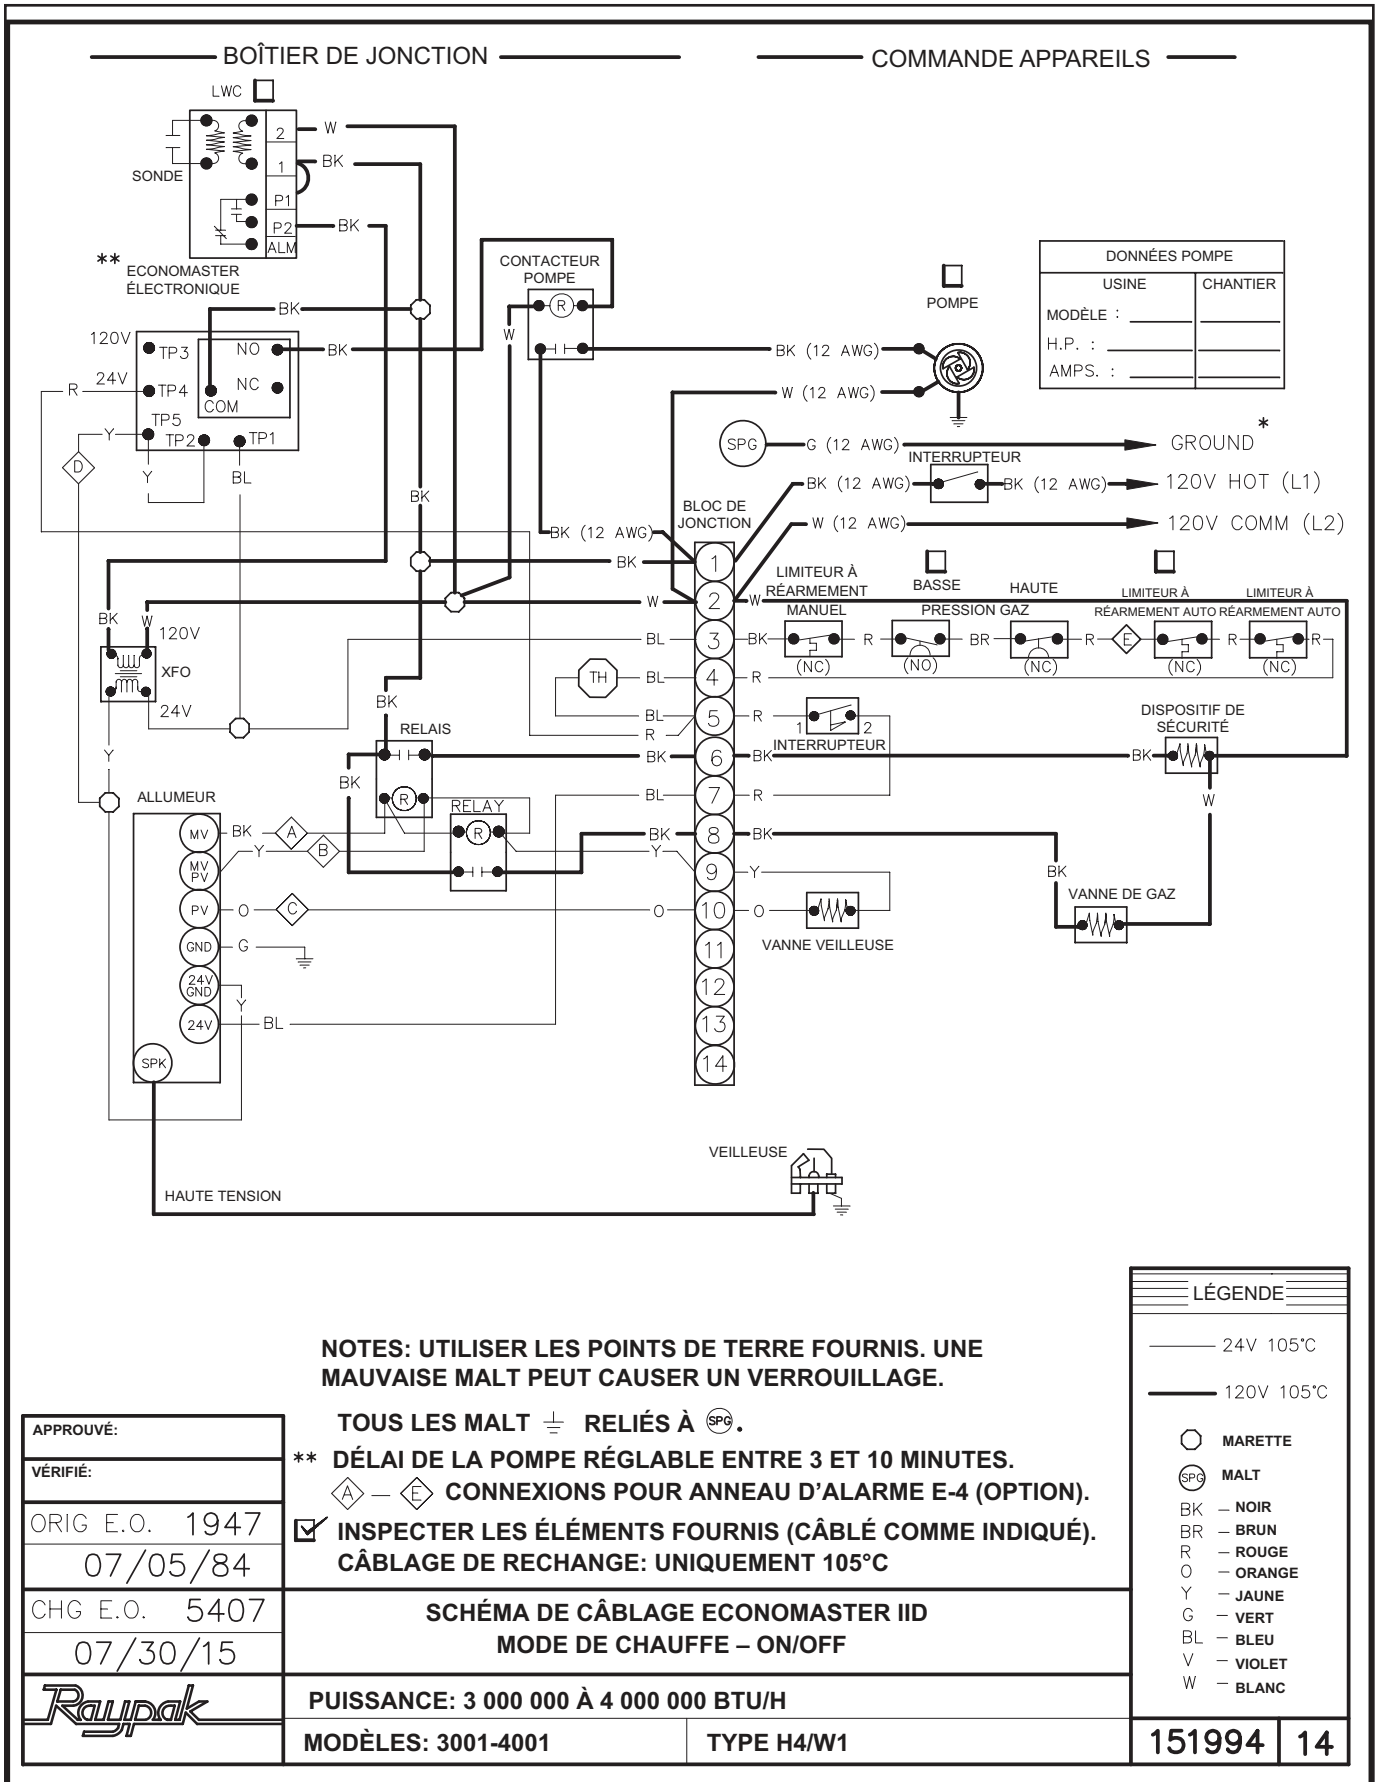 BOÎTIER DE JONCTION
COMMANDE APPAREILS
LWC
2
W
1
BK
SONDE
P1
P2
BK
ALM
** ECONOMASTER
ÉLECTRONIQUE
CONTACTEUR
POMPE
R
W
POMPE
DONNÉES POMPE
USINE
CHANTIER
MODÈLE :
H.P. :
AMPS. :
BK
120V
TP3
NO
BK
NC
24V
R
TP4
COM
TP5
Y
TP2
TP1
D
Y
BL
BK (12 AWG)
W (12 AWG)
SPG
G (12 AWG)
GROUND *
INTERRUPTEUR
BK (12 AWG)
BK (12 AWG)
120V HOT (L1)
W (12 AWG)
120V COMM (L2)
BK
BLOC DE
JONCTION
BK (12 AWG)
BK
1
LIMITEUR À
RÉARMEMENT
MANUEL
BASSE
HAUTE
PRESSION GAZ
LIMITEUR À
RÉARMEMENT AUTO
LIMITEUR À
RÉARMEMENT AUTO
BK
W
W
2
W
120V
XFO
24V
BL
3
BK
R
BR
R
E
R
R
(NC)
(NO)
(NC)
(NC)
(NC)
TH
BL
4
R
BK
BL
5
R
R
1
2
INTERRUPTEUR
RELAIS
DISPOSITIF DE
SÉCURITÉ
Y
BK
BK
6
BK
BK
W
ALLUMEUR
R
RELAY
BL
7
R
MV
BK
A
R
BK
8
BK
MV
PV
Y
B
Y
9
Y
BK
VANNE DE GAZ
PV
O
C
O
10
O
VANNE VEILLEUSE
GND
G
11
24V
GND
Y
12
24V
BL
13
SPK
14
VEILLEUSE
HAUTE TENSION
NOTES: UTILISER LES POINTS DE TERRE FOURNIS. UNE
MAUVAISE MALT PEUT CAUSER UN VERROUILLAGE.
TOUS LES MALT RELIÉS À SPG.
** DÉLAI DE LA POMPE RÉGLABLE ENTRE 3 ET 10 MINUTES.
A – E CONNEXIONS POUR ANNEAU D'ALARME E-4 (OPTION).
INSPECTER LES ÉLÉMENTS FOURNIS (CÂBLÉ COMME INDIQUÉ).
CÂBLAGE DE RECHANGE: UNIQUEMENT 105°C
LÉGENDE
24V 105°C
120V 105°C
MARETTE
SPG MALT
BK – NOIR
BR – BRUN
R – ROUGE
O – ORANGE
Y – JAUNE
G – VERT
BL – BLEU
V – VIOLET
W – BLANC
APPROUVÉ:
VÉRIFIÉ:
ORIG E.O. 1947
07/05/84
CHG E.O. 5407
07/30/15
Raypak
SCHÉMA DE CÂBLAGE ECONOMASTER IID
MODE DE CHAUFFE – ON/OFF
PUISSANCE: 3 000 000 À 4 000 000 BTU/H
MODÈLES: 3001-4001
TYPE H4/W1
151994
14